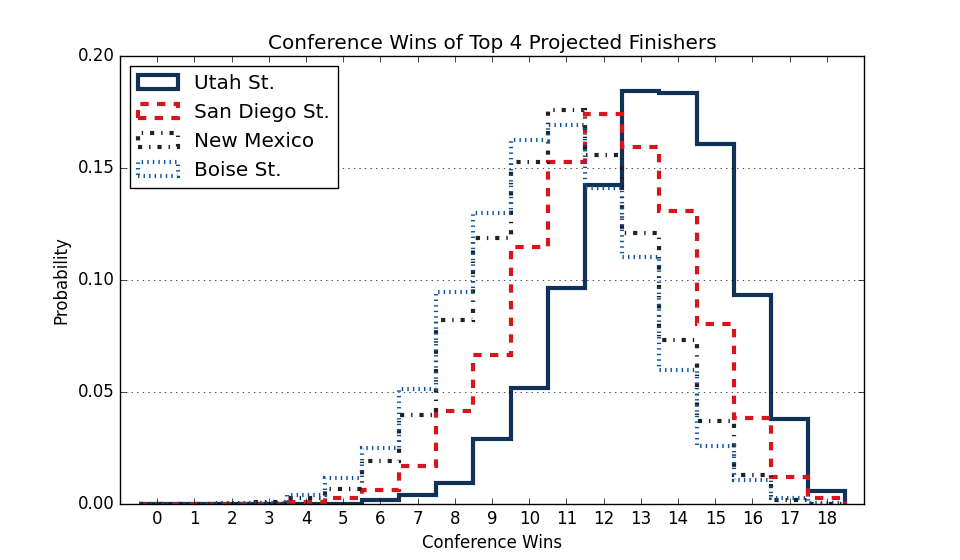 Conference Wins of Top 4 Projected Finishers
0.20
0.15
0.10
0.05
0.00
Probability
Utah St.
San Diego St.
New Mexico
Boise St.
0 1 2 3 4 5 6 7 8 9 10 11 12 13 14 15 16 17 18
Conference Wins